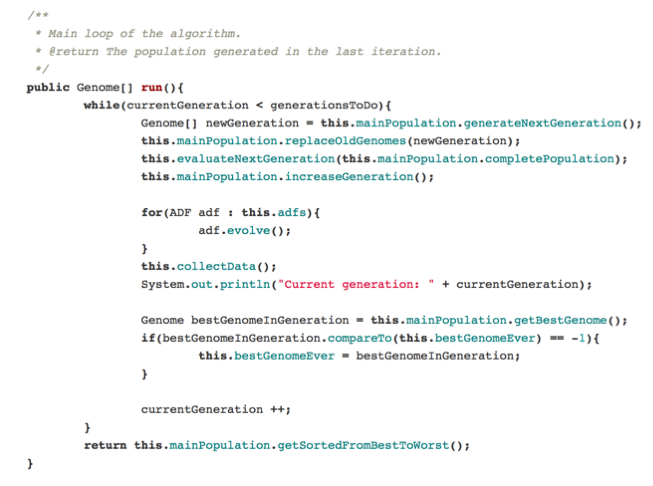 /**
 * Main loop of the algorithm.
 * @return The population generated in the last iteration.
 */
public Genome[] run(){
        while(currentGeneration < generationsToDo){
                Genome[] newGeneration = this.mainPopulation.generateNextGeneration();
                this.mainPopulation.replaceOldGenomes(newGeneration);
                this.evaluateNextGeneration(this.mainPopulation.completePopulation);
                this.mainPopulation.increaseGeneration();

                for(ADF adf : this.adfs){
                        adf.evolve();
                }
                this.collectData();
                System.out.println("Current generation: " + currentGeneration);

                Genome bestGenomeInGeneration = this.mainPopulation.getBestGenome();
                if(bestGenomeInGeneration.compareTo(this.bestGenomeEver) == -1){
                        this.bestGenomeEver = bestGenomeInGeneration;
                }

                currentGeneration ++;
        }
        return this.mainPopulation.getSortedFromBestToWorst();
}